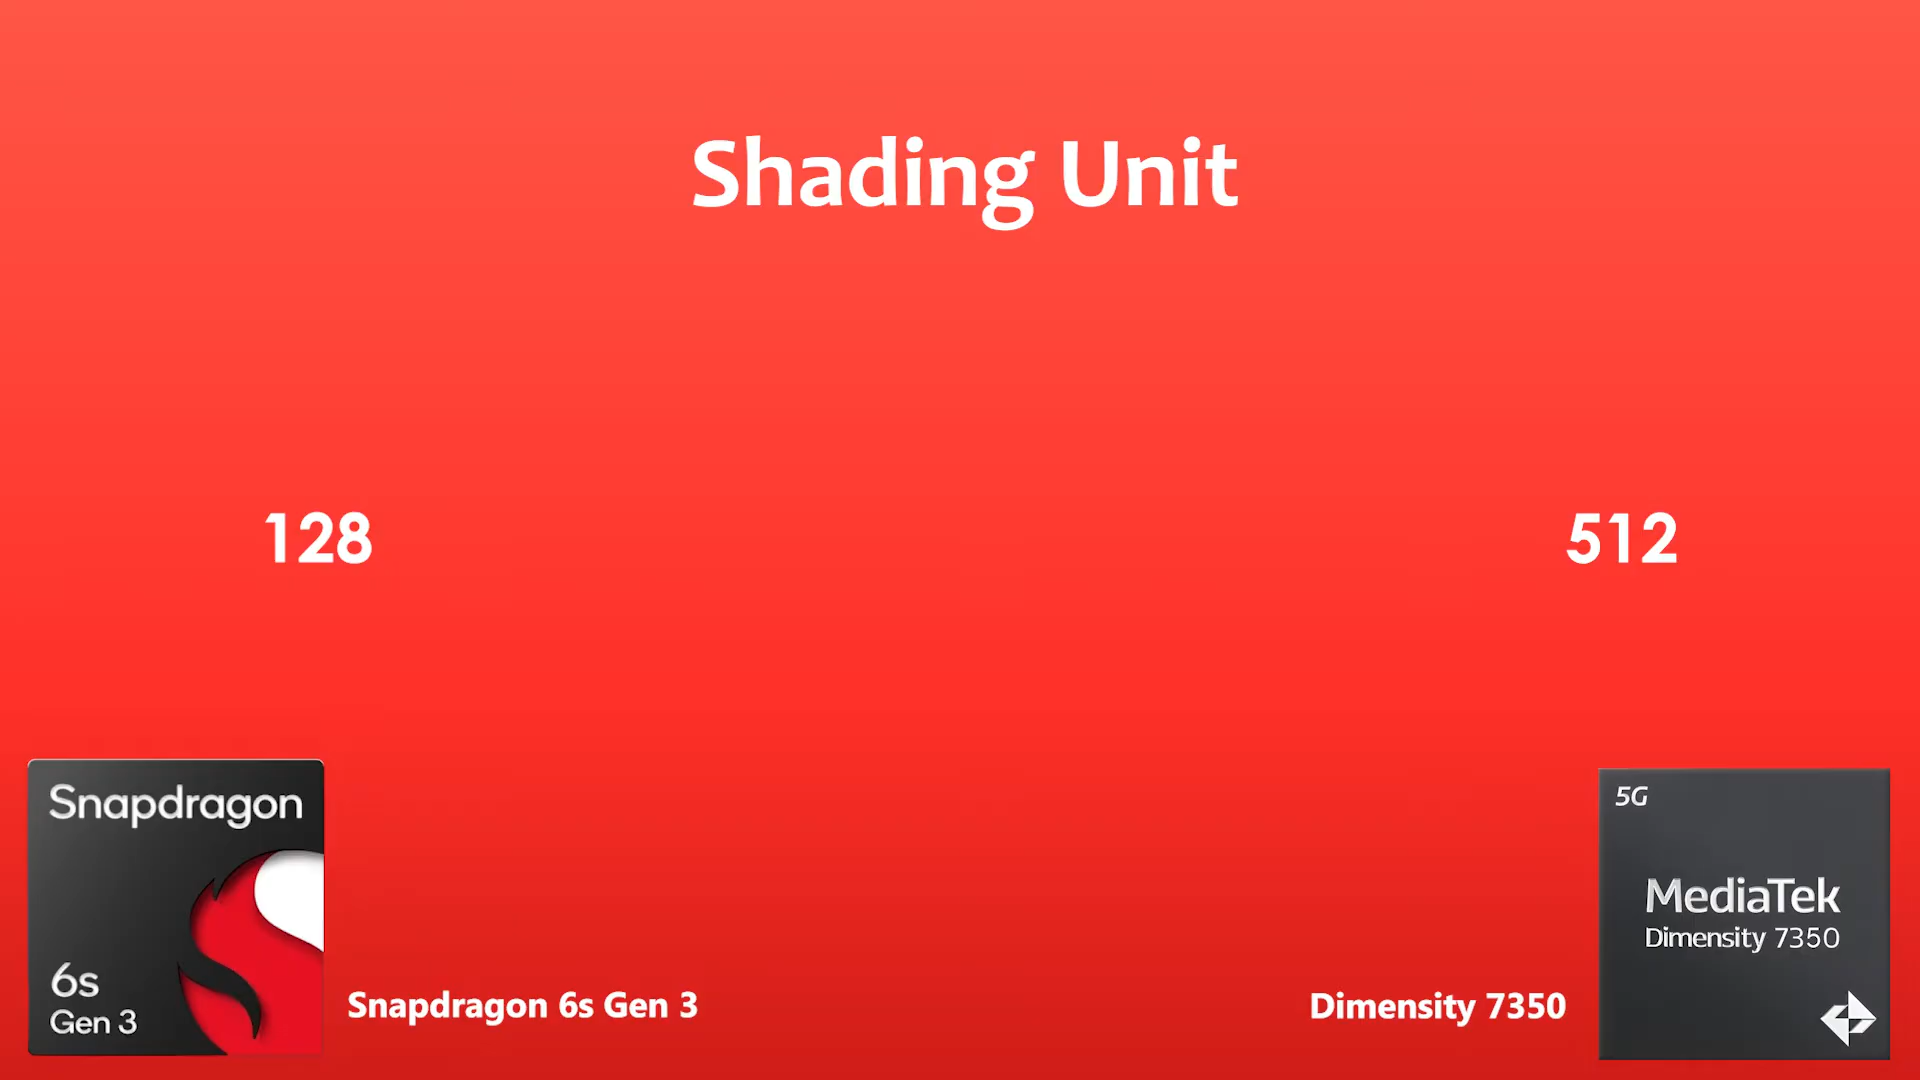 Shading Unit
128
512
Snapdragon
6s
Gen 3
Snapdragon 6s Gen 3
Dimensity 7350
5G
MediaTek
Dimensity 7350